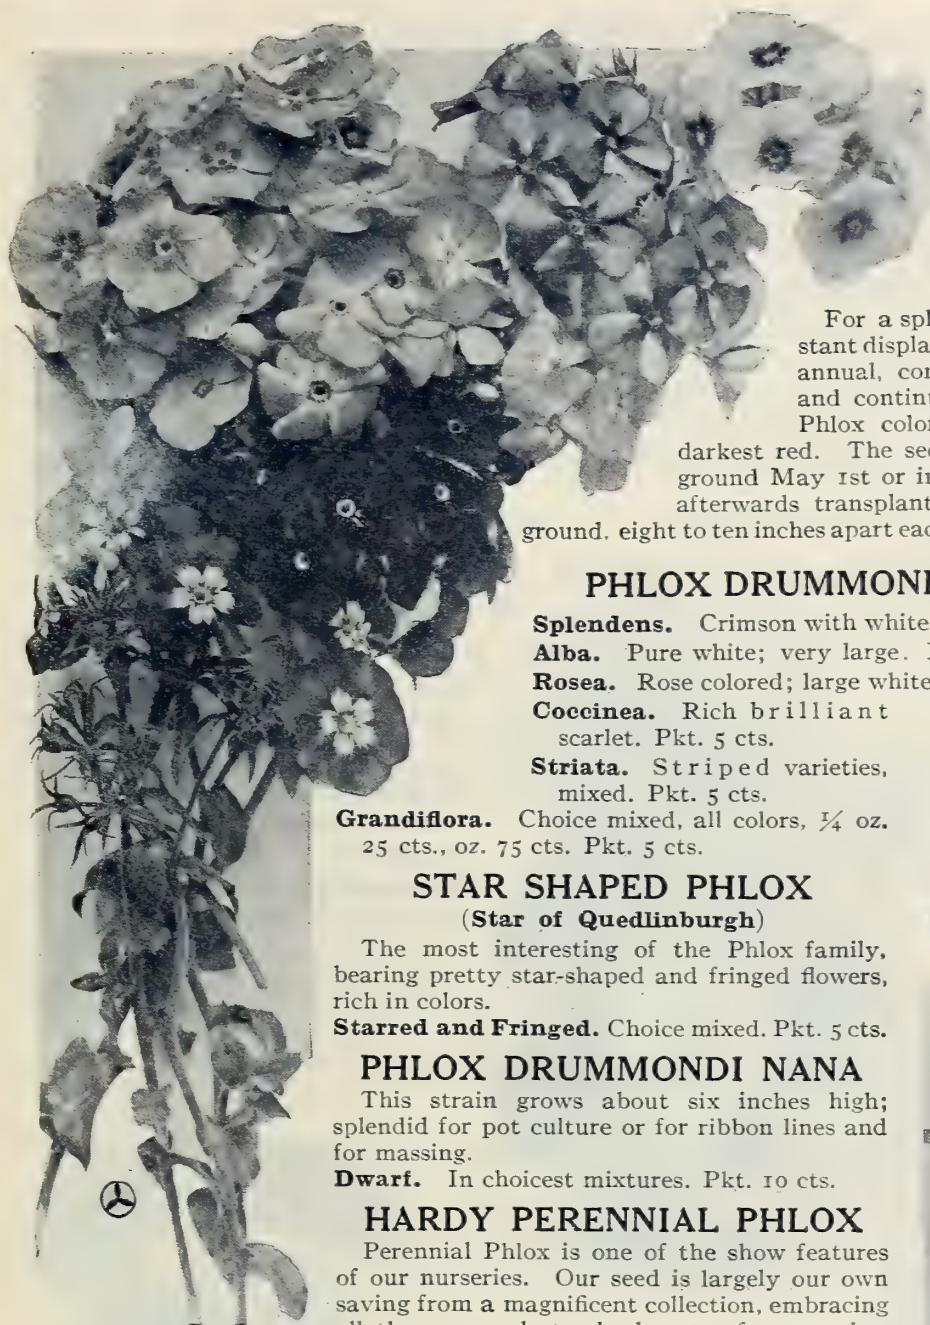 For a spl
stant displa
annual, con
and continu
Phlox color
darkest red. The see
ground May 1st or in
afterwards transplant
ground, eight to ten inches apart eac
PHLOX DRUMMOND
Splendens. Crimson with white
Alba. Pure white; very large.
Rosea. Rose colored; large white
Coccinea. Rich brilliant
scarlet. Pkt. 5 cts.
Striata. Striped varieties,
mixed. Pkt. 5 cts.
Grandiflora. Choice mixed, all colors, ¼ oz.
25 cts., oz. 75 cts. Pkt. 5 cts.
STAR SHAPED PHLOX
(Star of Quedlinburgh)
The most interesting of the Phlox family,
bearing pretty star-shaped and fringed flowers,
rich in colors.
Starred and Fringed. Choice mixed. Pkt. 5 cts.
PHLOX DRUMMONDI NANA
This strain grows about six inches high;
splendid for pot culture or for ribbon lines and
for massing.
Dwarf. In choicest mixtures. Pkt. 10 cts.
HARDY PERENNIAL PHLOX
Perennial Phlox is one of the show features
of our nurseries. Our seed is largely our own
saving from a magnificent collection, embracing